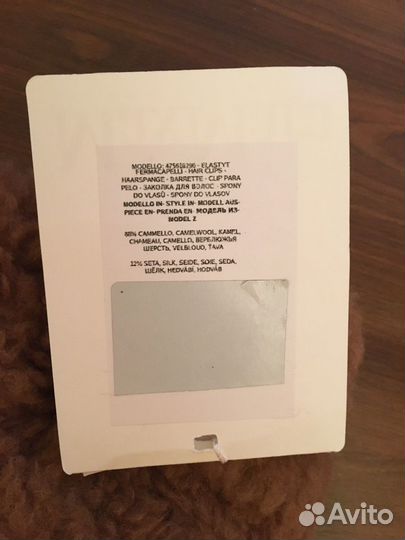 MODELLO: 475618206 - ELASTYT
FERMACAPELLI - HAIR CLIPS -
HAARSPANGE - BARRETTE - CLIP PARA
PELO - ЗАКОЛКА ДЛЯ ВОЛОС - SPONY
DO VLASŮ - SPONY DO VLASOV
MODELLO IN- STYLE IN- MODELL AUS-
PIECE EN- PRENDA EN- МОДЕЛЬ ИЗ-
MODEL Z
88% CAMMELLO, CAMELWOOL, KAMEL,
CHAMEAU, CAMELLO, ВЕРБЛЮЖЬЯ
ШЕРСТЬ, VELBLOUD, ŤAVA
12% SETA, SILK, SEIDE, SOIE, SEDA,
ШЁЛК, HEDVÁBÍ, HODVÁB
Avito